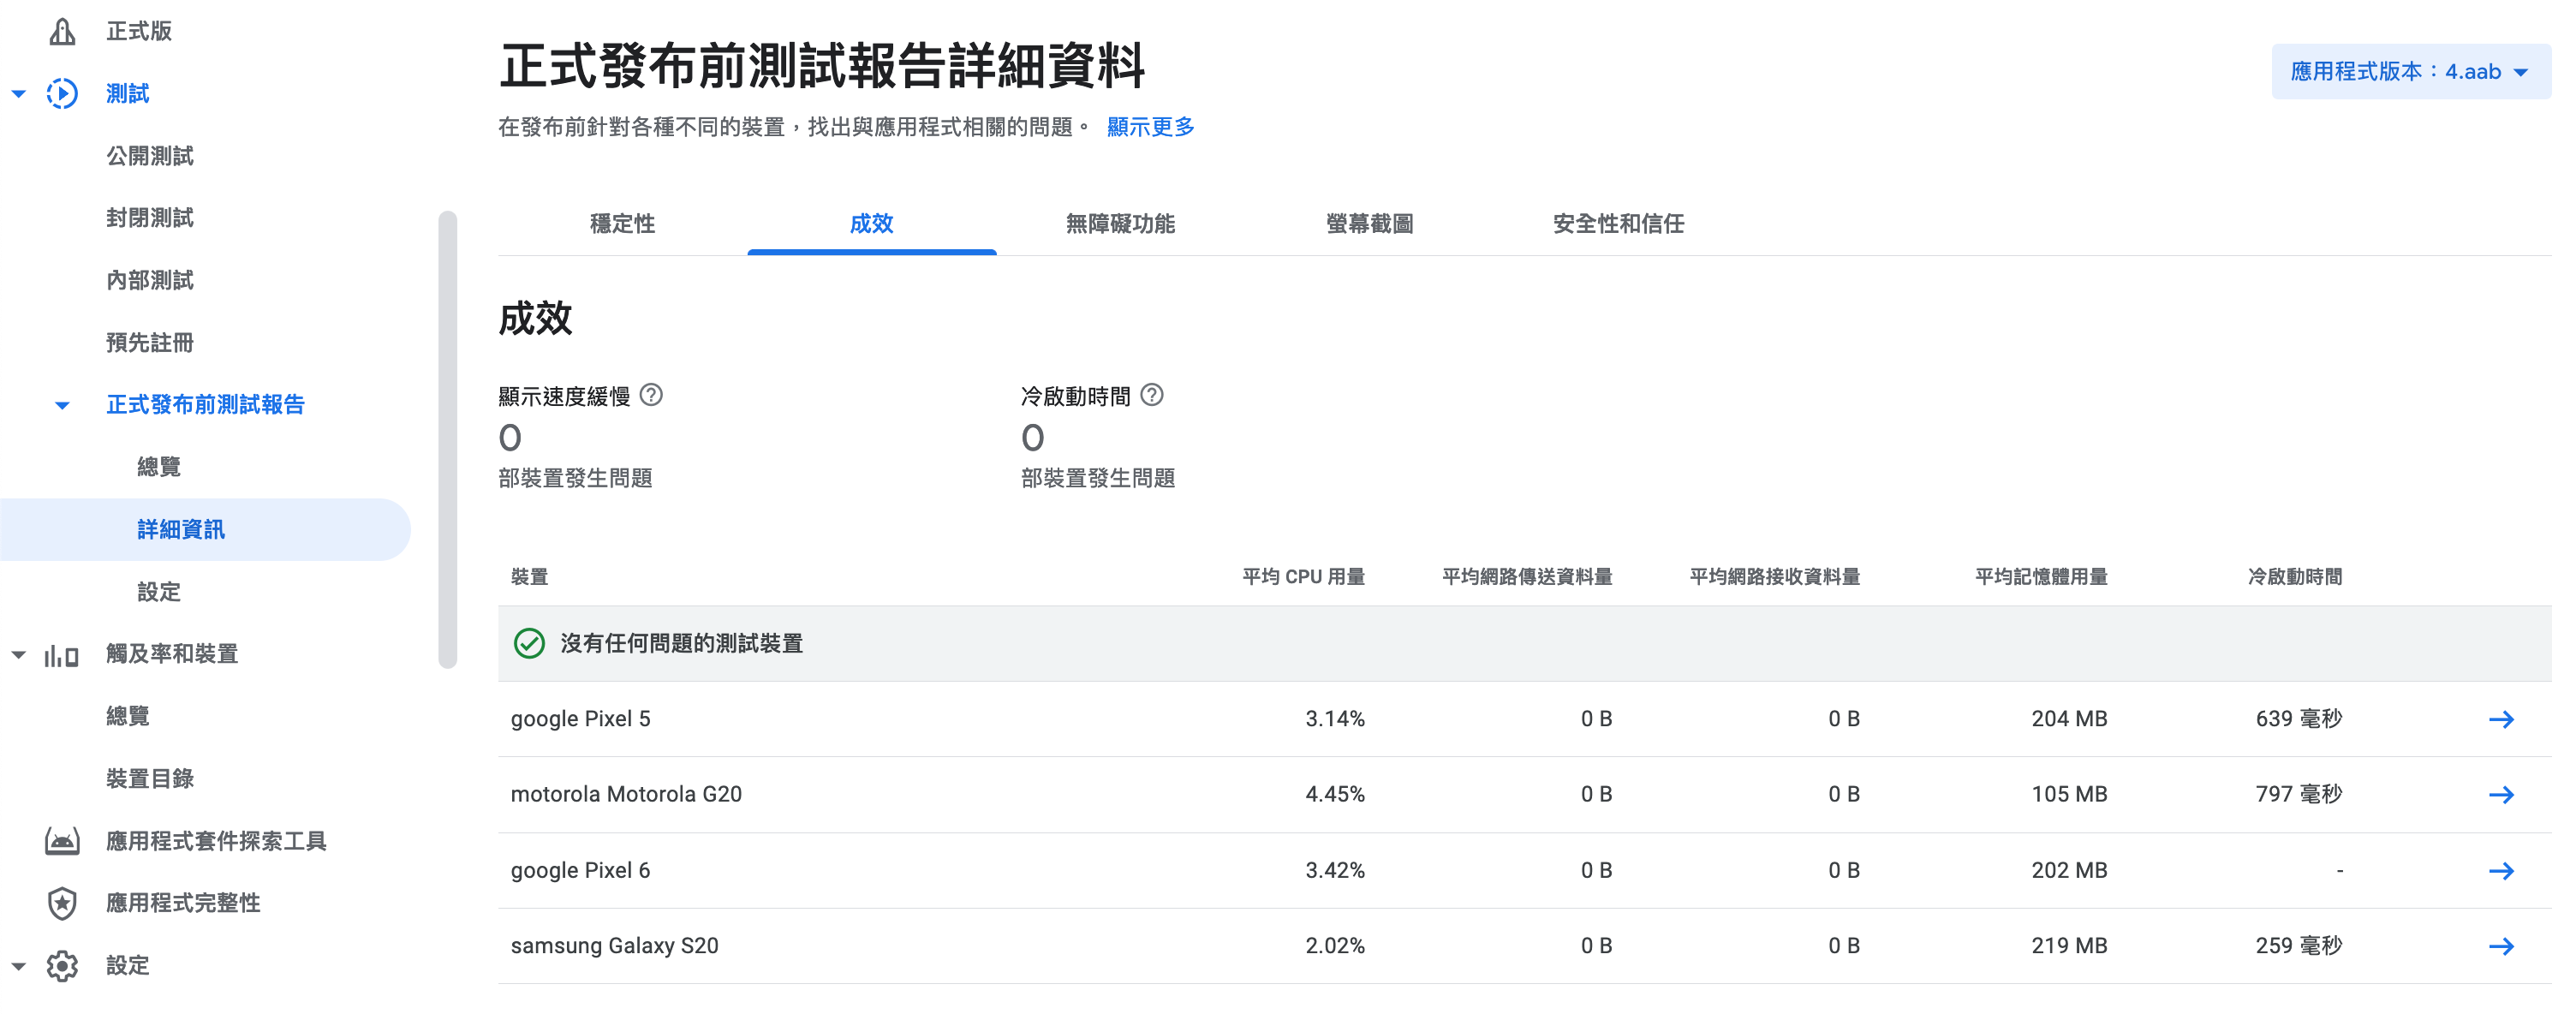 正式版
測試
公開測試
封閉測試
內部測試
預先註冊
正式發布前測試報告
總覽
詳細資訊
設定
觸及率和裝置
總覽
裝置目錄
應用程式套件探索工具
應用程式完整性
設定
正式發布前測試報告詳細資料
應用程式版本：4.aab
在發布前針對各種不同的裝置，找出與應用程式相關的問題。 顯示更多
穩定性 成效 無障礙功能 螢幕截圖 安全性和信任
成效
顯示速度緩慢 冷啟動時間
0 0
部裝置發生問題 部裝置發生問題
裝置 平均 CPU 用量 平均網路傳送資料量 平均網路接收資料量 平均記憶體用量 冷啟動時間
沒有任何問題的測試裝置
google Pixel 5 3.14% 0 B 0 B 204 MB 639 毫秒
motorola Motorola G20 4.45% 0 B 0 B 105 MB 797 毫秒
google Pixel 6 3.42% 0 B 0 B 202 MB -
samsung Galaxy S20 2.02% 0 B 0 B 219 MB 259 毫秒